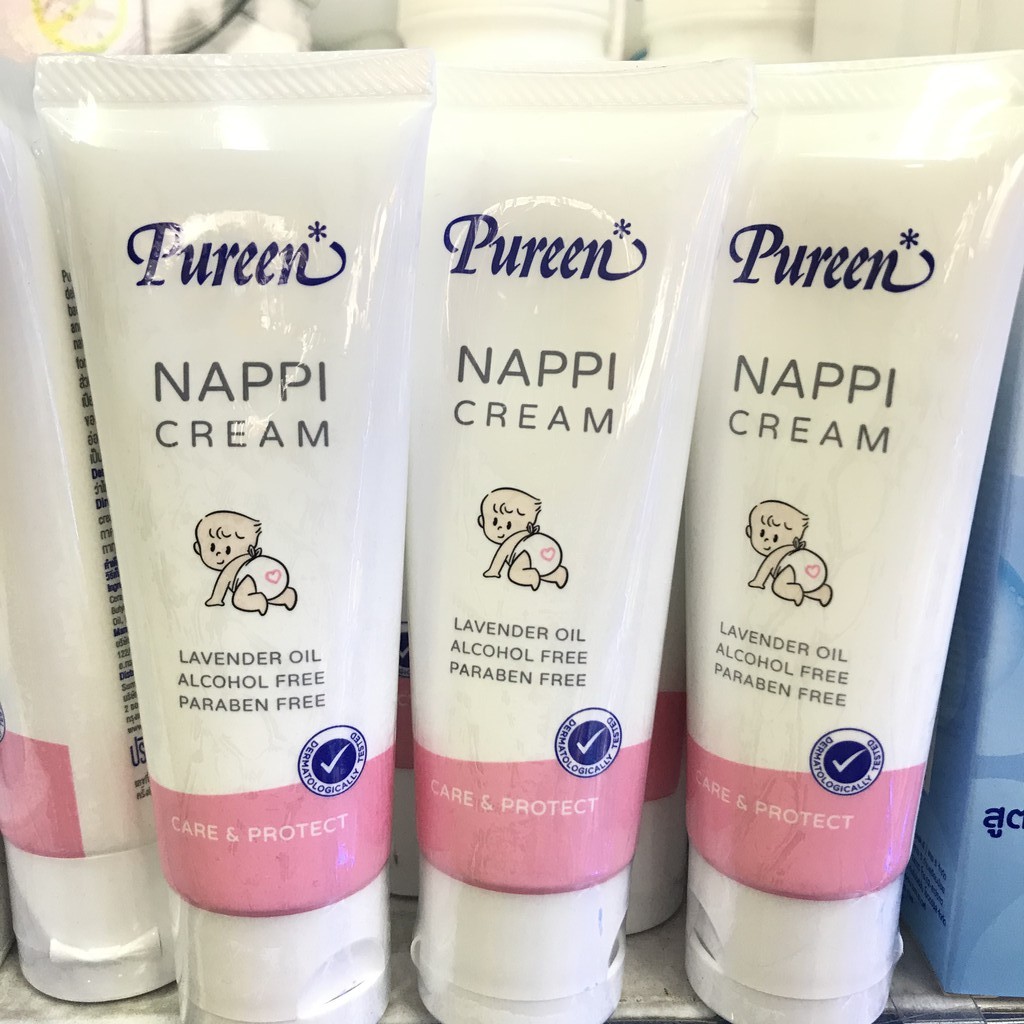 Pureen*
NAPPI
CREAM
LAVENDER OIL
ALCOHOL FREE
PARABEN FREE
DERMATOLOGICALLY TESTED
CARE & PROTECT
Pureen*
NAPPI
CREAM
LAVENDER OIL
ALCOHOL FREE
PARABEN FREE
DERMATOLOGICALLY TESTED
CARE & PROTECT
Pureen*
NAPPI
CREAM
LAVENDER OIL
ALCOHOL FREE
PARABEN FREE
DERMATOLOGICALLY TESTED
CARE & PROTECT